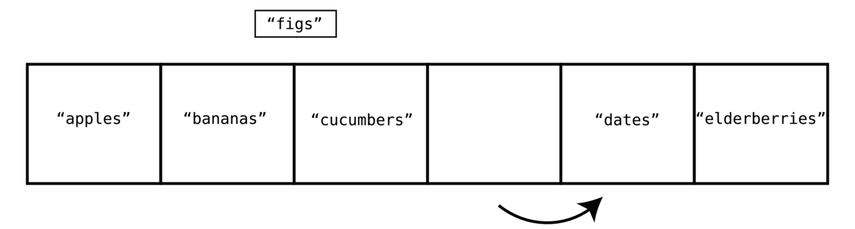 “figs”
“apples” “bananas” “cucumbers” “dates” “elderberries”